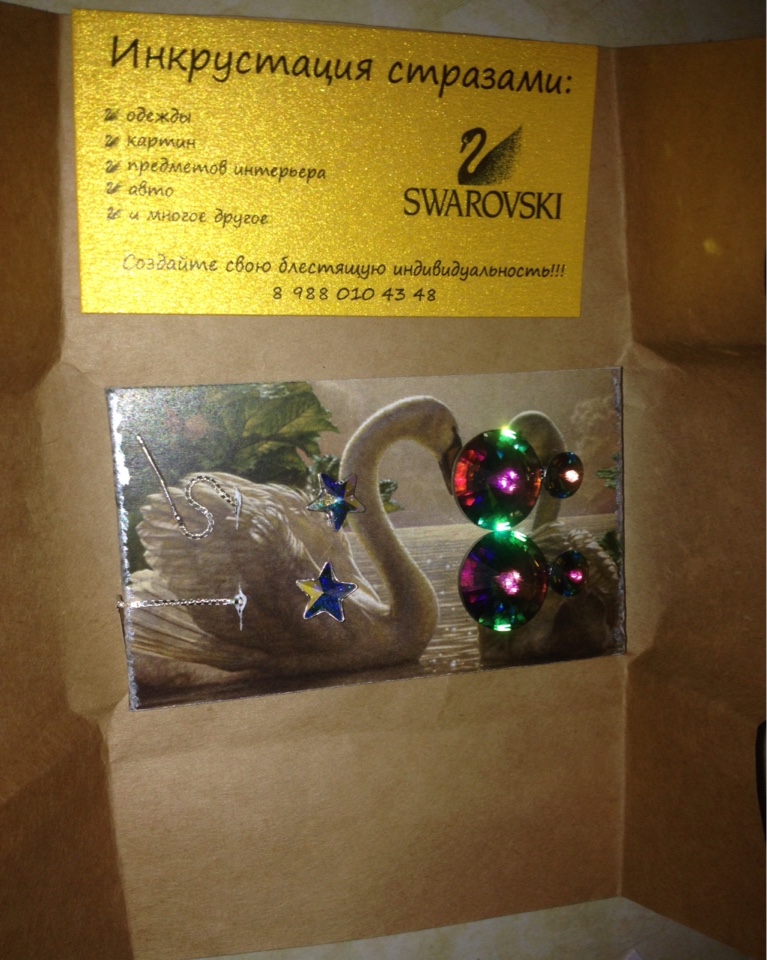 Инкрустация стразами:
одежды
картин
предметов интерьера
авто
и многое другое
SWAROVSKI
Создайте свою блестящую индивидуальность!!!
8 988 010 43 48